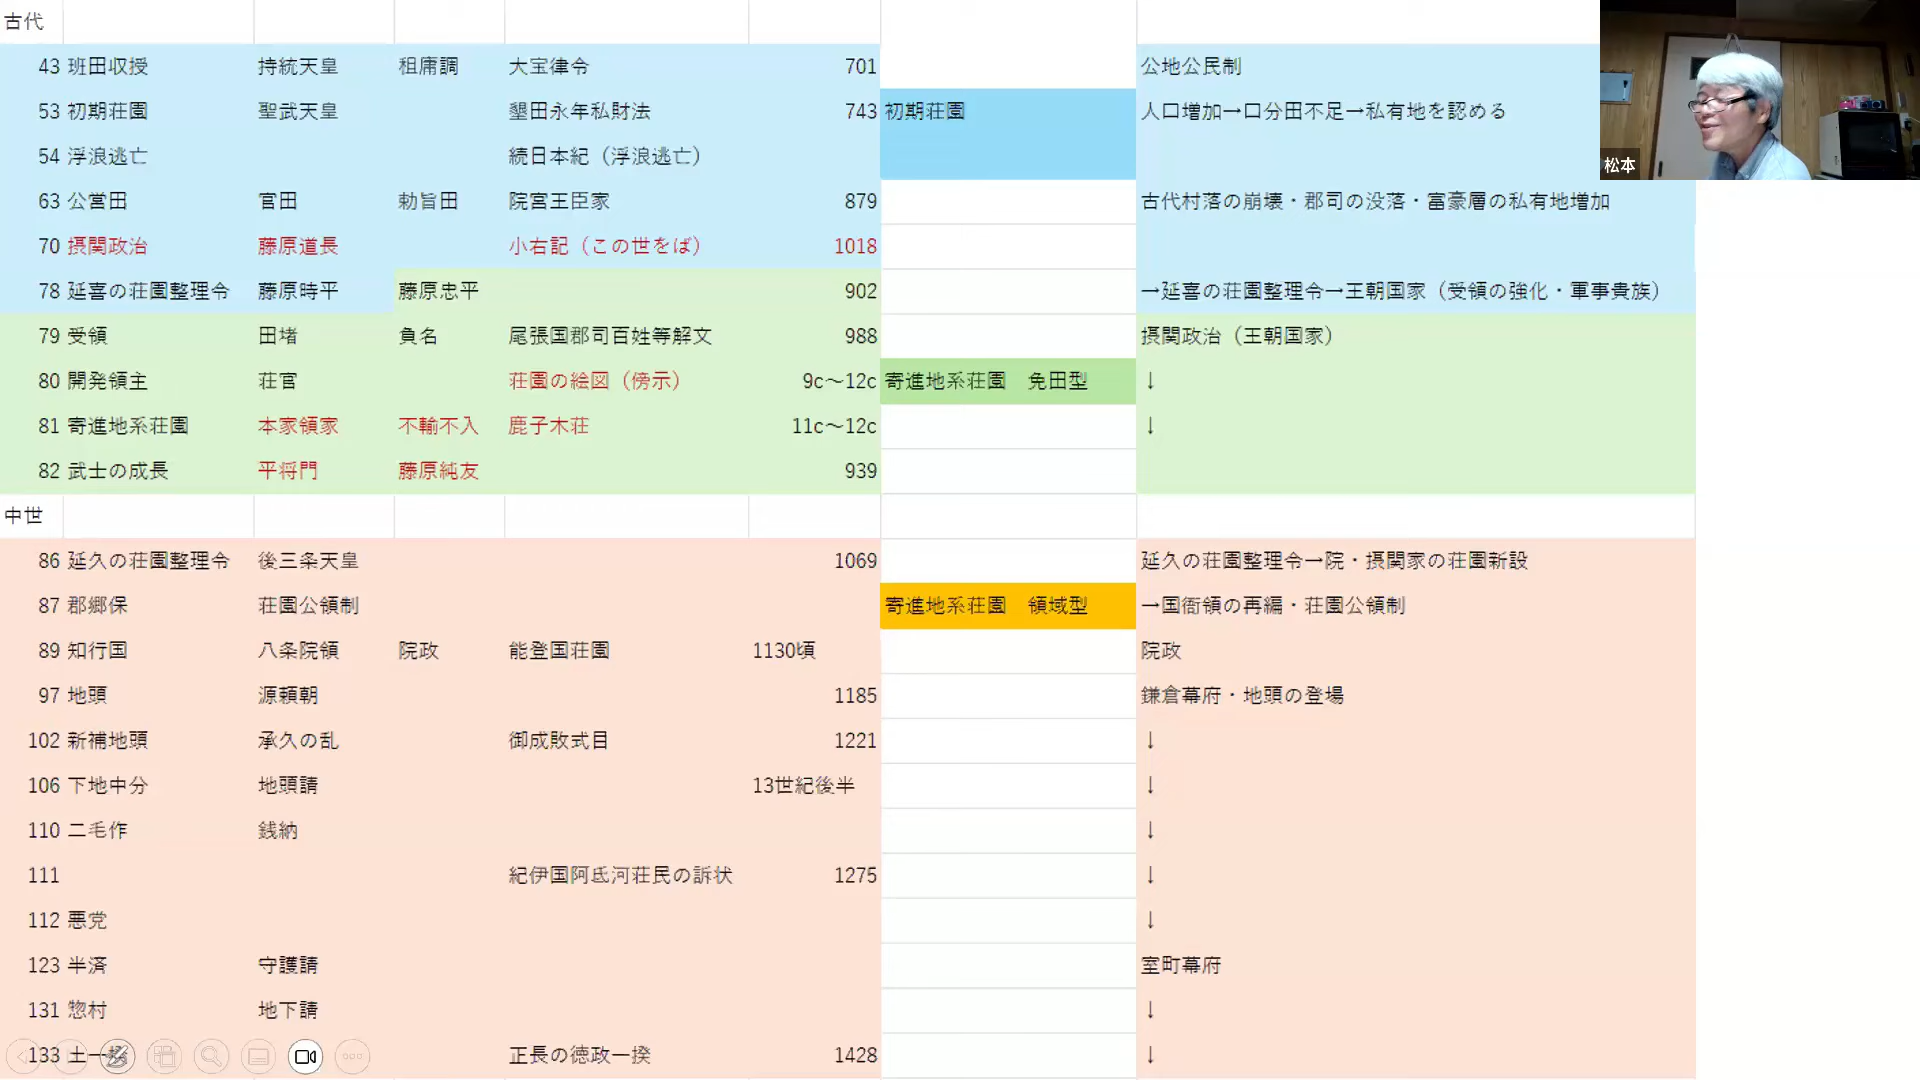 古代
43 班田収授 持統天皇 租庸調 大宝律令 701 公地公民制
53 初期荘園 聖武天皇 墾田永年私財法 743 初期荘園 人口増加→口分田不足→私有地を認める
54 浮浪逃亡 続日本紀（浮浪逃亡）
63 公営田 官田 勅旨田 院宮王臣家 879 古代村落の崩壊・郡司の没落・富豪層の私有地増加
70 摂関政治 藤原道長 小右記（この世をば） 1018
78 延喜の荘園整理令 藤原時平 藤原忠平 902 →延喜の荘園整理令→王朝国家（受領の強化・軍事貴族）
79 受領 田堵 負名 尾張国郡司百姓等解文 988 摂関政治（王朝国家）
80 開発領主 荘官 荘園の絵図（傍示） 9c～12c 寄進地系荘園 免田型 ↓
81 寄進地系荘園 本家領家 不輸不入 鹿子木荘 11c～12c ↓
82 武士の成長 平将門 藤原純友 939
中世
86 延久の荘園整理令 後三条天皇 1069 延久の荘園整理令→院・摂関家の荘園新設
87 郡郷保 荘園公領制 寄進地系荘園 領域型 →国衙領の再編・荘園公領制
89 知行国 八条院領 院政 能登国荘園 1130頃 院政
97 地頭 源頼朝 1185 鎌倉幕府・地頭の登場
102 新補地頭 承久の乱 御成敗式目 1221 ↓
106 下地中分 地頭請 13世紀後半 ↓
110 二毛作 銭納 ↓
111 紀伊国阿氐河荘民の訴状 1275 ↓
112 悪党 ↓
123 半済 守護請 室町幕府
131 惣村 地下請 ↓
133 土一 正長の徳政一揆 1428 ↓
松本